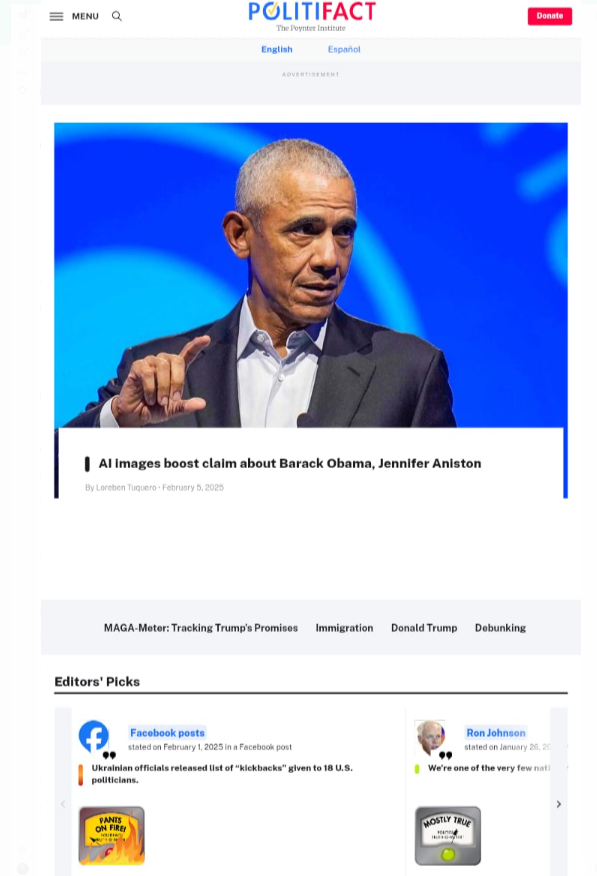 MENU
POLITIFACT
The Poynter Institute
Donate
English
Español
ADVERTISEMENT
AI images boost claim about Barack Obama, Jennifer Aniston
By Loreben Tuquero • February 5, 2025
MAGA-Meter: Tracking Trump's Promises
Immigration
Donald Trump
Debunking
Editors' Picks
Facebook posts
stated on February 1, 2025 in a Facebook post
Ukrainian officials released list of “kickbacks” given to 18 U.S.
politicians.
PANTS
ON FIRE!
Ron Johnson
stated on January 26, 20
We're one of the very few nati
MOSTLY TRUE